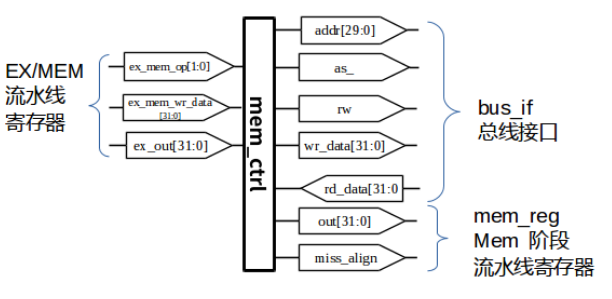 EX/MEM
流水线
寄存器
ex_mem_op[1:0]
ex_mem_wr_data
[31:0]
ex_out[31:0]
mem_ctrl
addr[29:0]
as_
rw
wr_data[31:0]
rd_data[31:0
out[31:0]
miss_align
bus_if
总线接口
mem_reg
Mem 阶段
流水线寄存器